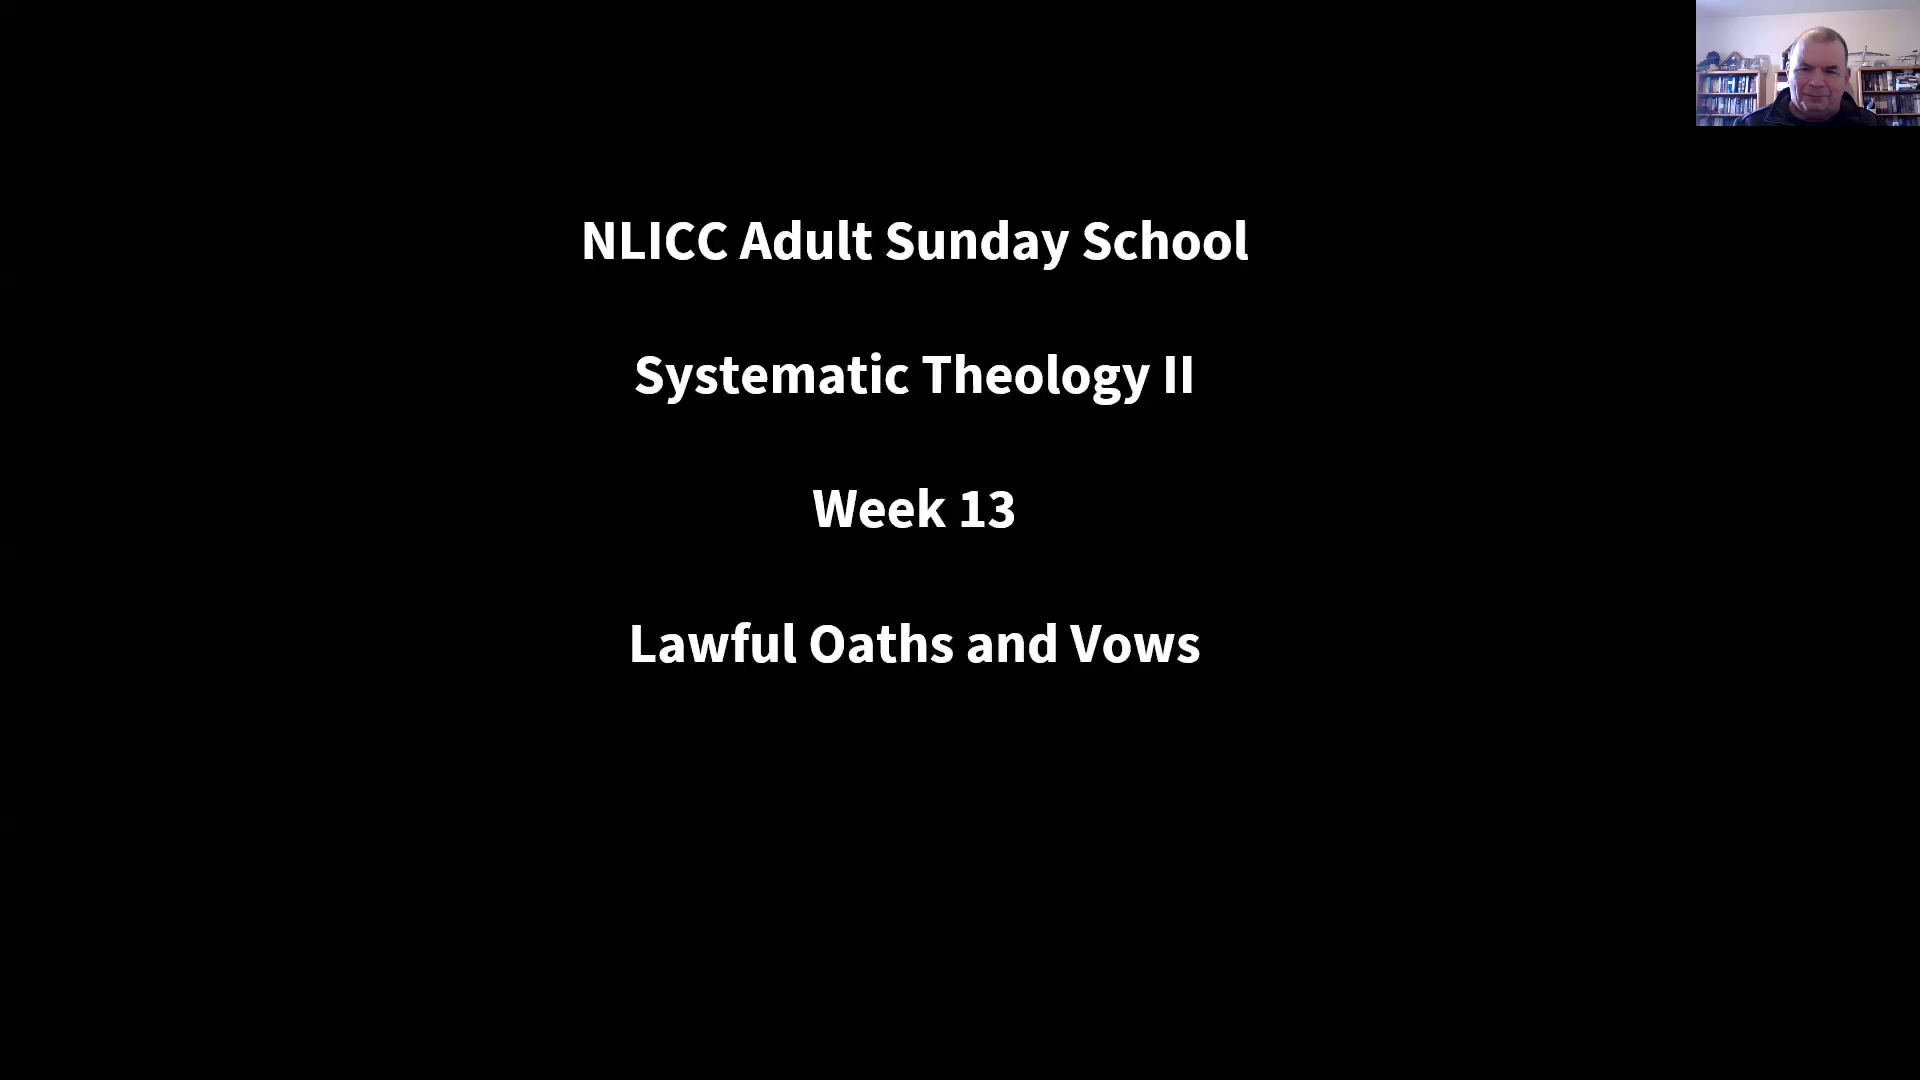 NLICC Adult Sunday School
Systematic Theology II
Week 13
Lawful Oaths and Vows